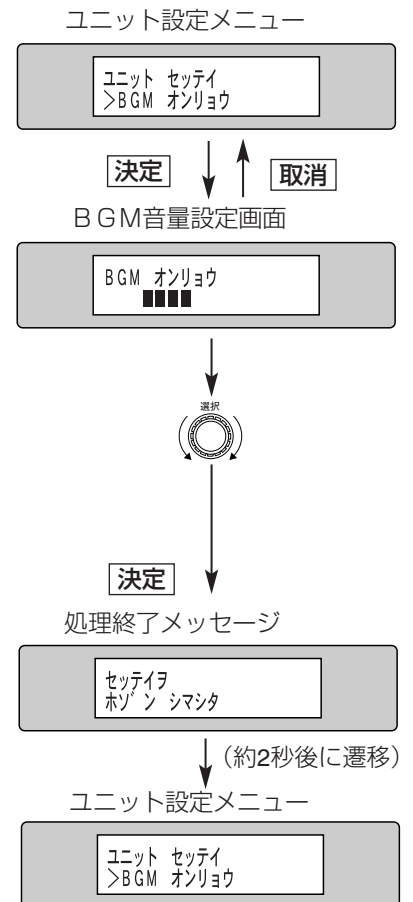 ユニット設定メニュー
ユニット セッテイ
>BGM オンリョウ
決定 取消
BGM音量設定画面
BGM オンリョウ
選択
決定
処理終了メッセージ
セッテイヲ
ホゾン シマシタ
(約2秒後に遷移)
ユニット設定メニュー
ユニット セッテイ
>BGM オンリョウ